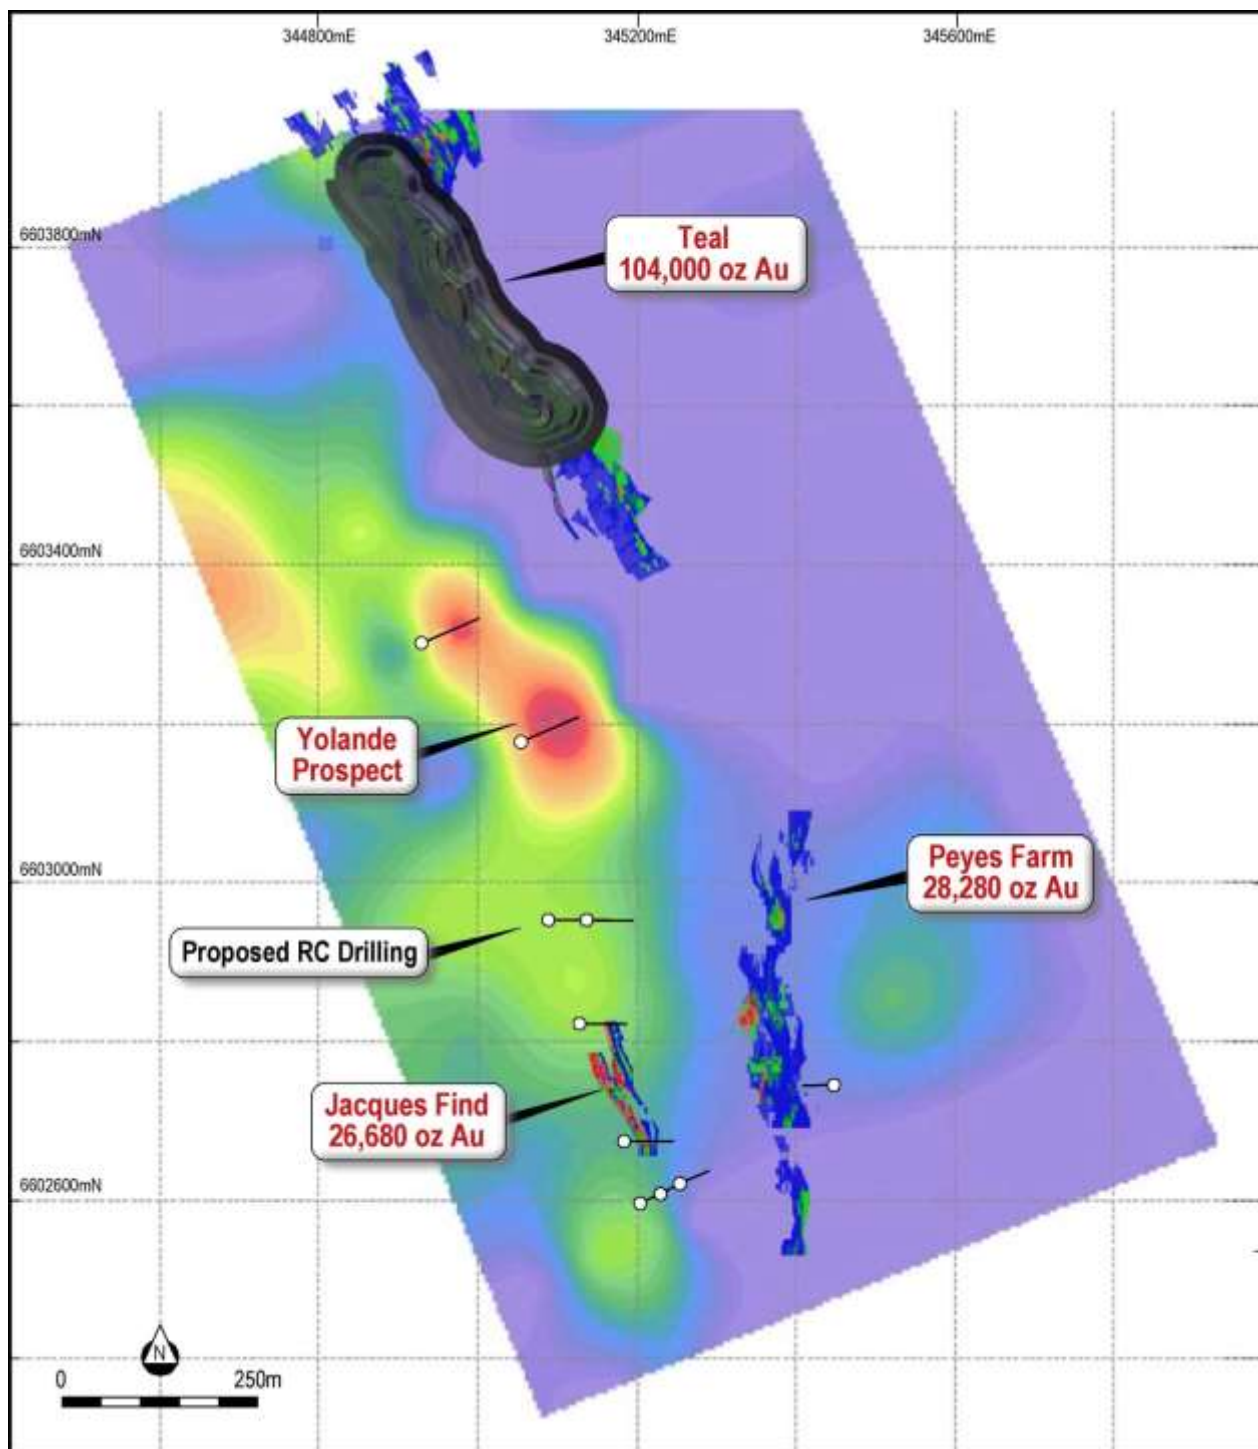 344800mE
345200mE
345600mE
6603800mN
Teal
104,000 oz Au
6603400mN
Yolande
Prospect
6603000mN
Peyes Farm
28,280 oz Au
Proposed RC Drilling
Jacques Find
26,680 oz Au
6602600mN
N
0
250m